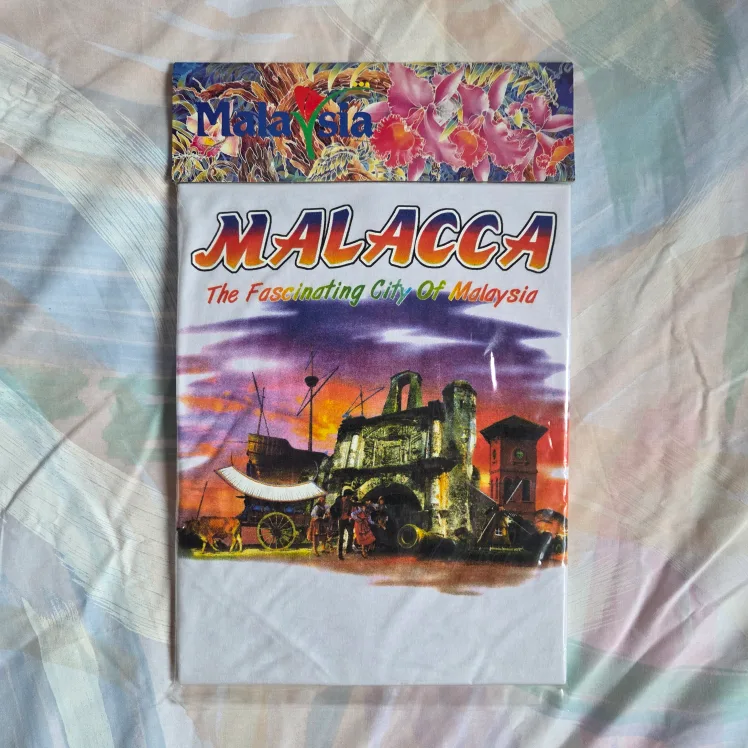 Malaysia
MALACCA
The Fascinating City Of Malaysia